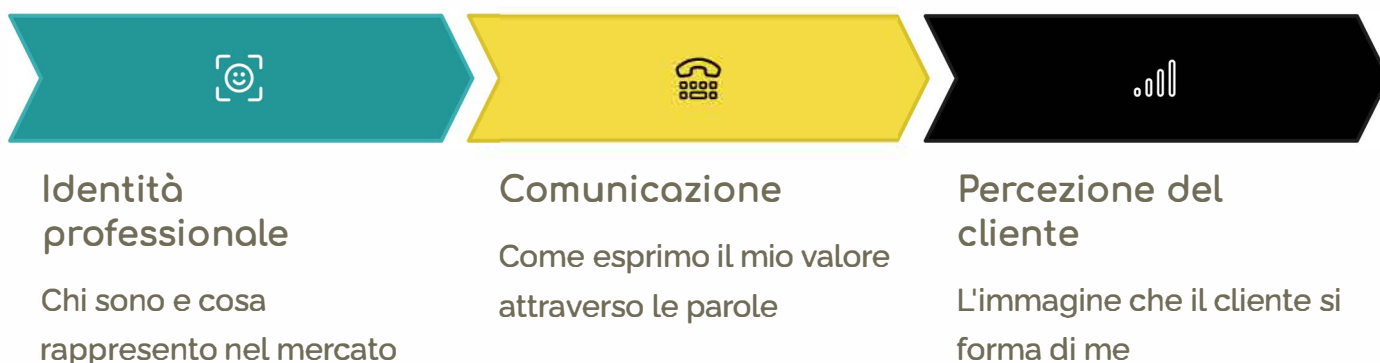 Identità
professionale
Chi sono e cosa
rappresento nel mercato
Comunicazione
Come esprimo il mio valore
attraverso le parole
Percezione del
cliente
L'immagine che il cliente si
forma di me